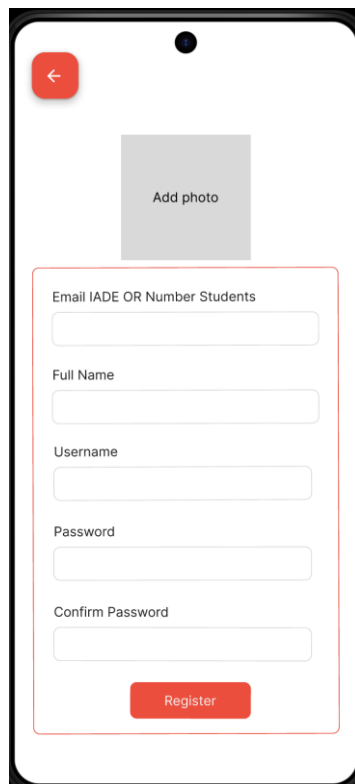 Add photo
Email IADE OR Number Students
Full Name
Username
Password
Confirm Password
Register